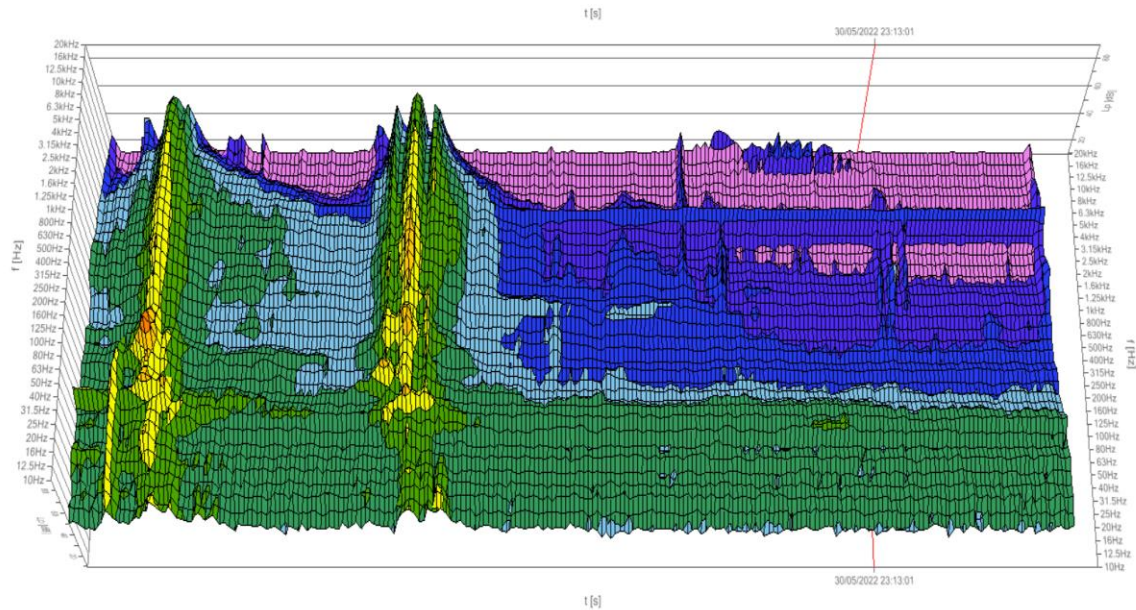 t [s]
30/05/2022 23:13:01
20kHz
16kHz
12.5kHz
10kHz
8kHz
6.3kHz
5kHz
4kHz
3.15kHz
2.5kHz
2kHz
1.6kHz
1.25kHz
1kHz
800Hz
630Hz
500Hz
400Hz
315Hz
250Hz
200Hz
160Hz
125Hz
100Hz
80Hz
63Hz
50Hz
40Hz
31.5Hz
25Hz
20Hz
16Hz
12.5Hz
10Hz
f [Hz]
Lp [dB]
20kHz
16kHz
12.5kHz
10kHz
8kHz
6.3kHz
5kHz
4kHz
3.15kHz
2.5kHz
2kHz
1.6kHz
1.25kHz
1kHz
800Hz
630Hz
500Hz
400Hz
315Hz
250Hz
200Hz
160Hz
125Hz
100Hz
80Hz
63Hz
50Hz
40Hz
31.5Hz
25Hz
20Hz
16Hz
12.5Hz
10Hz
f [Hz]
30/05/2022 23:13:01
t [s]